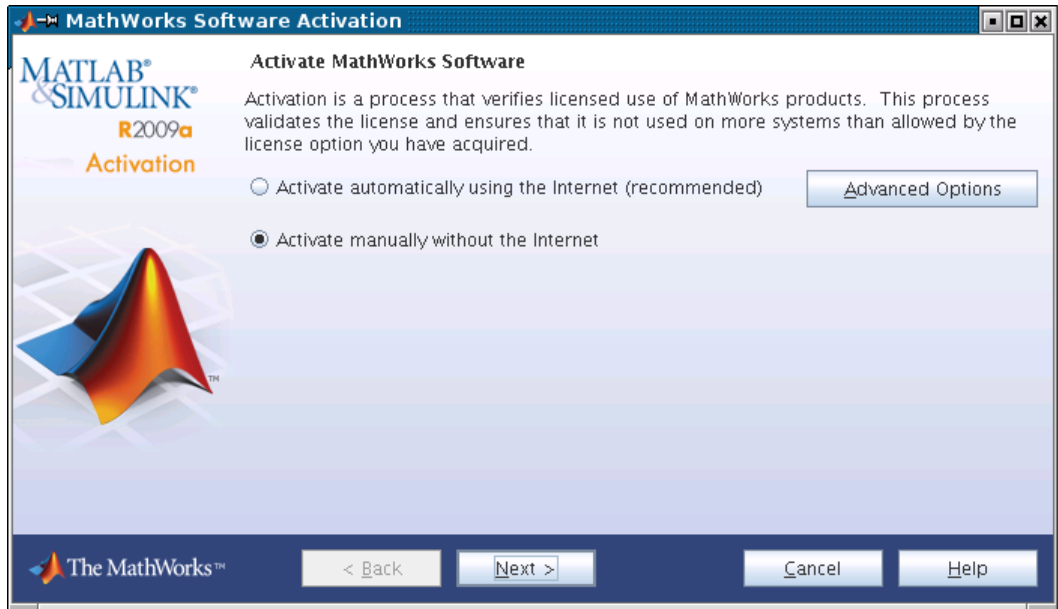 MathWorks Software Activation
MATLAB®
&SIMULINK®
R2009a
Activation
Activate MathWorks Software
Activation is a process that verifies licensed use of MathWorks products. This process
validates the license and ensures that it is not used on more systems than allowed by the
license option you have acquired.
Activate automatically using the Internet (recommended)
Advanced Options
Activate manually without the Internet
TM
The MathWorks™
< Back
Next >
Cancel
Help